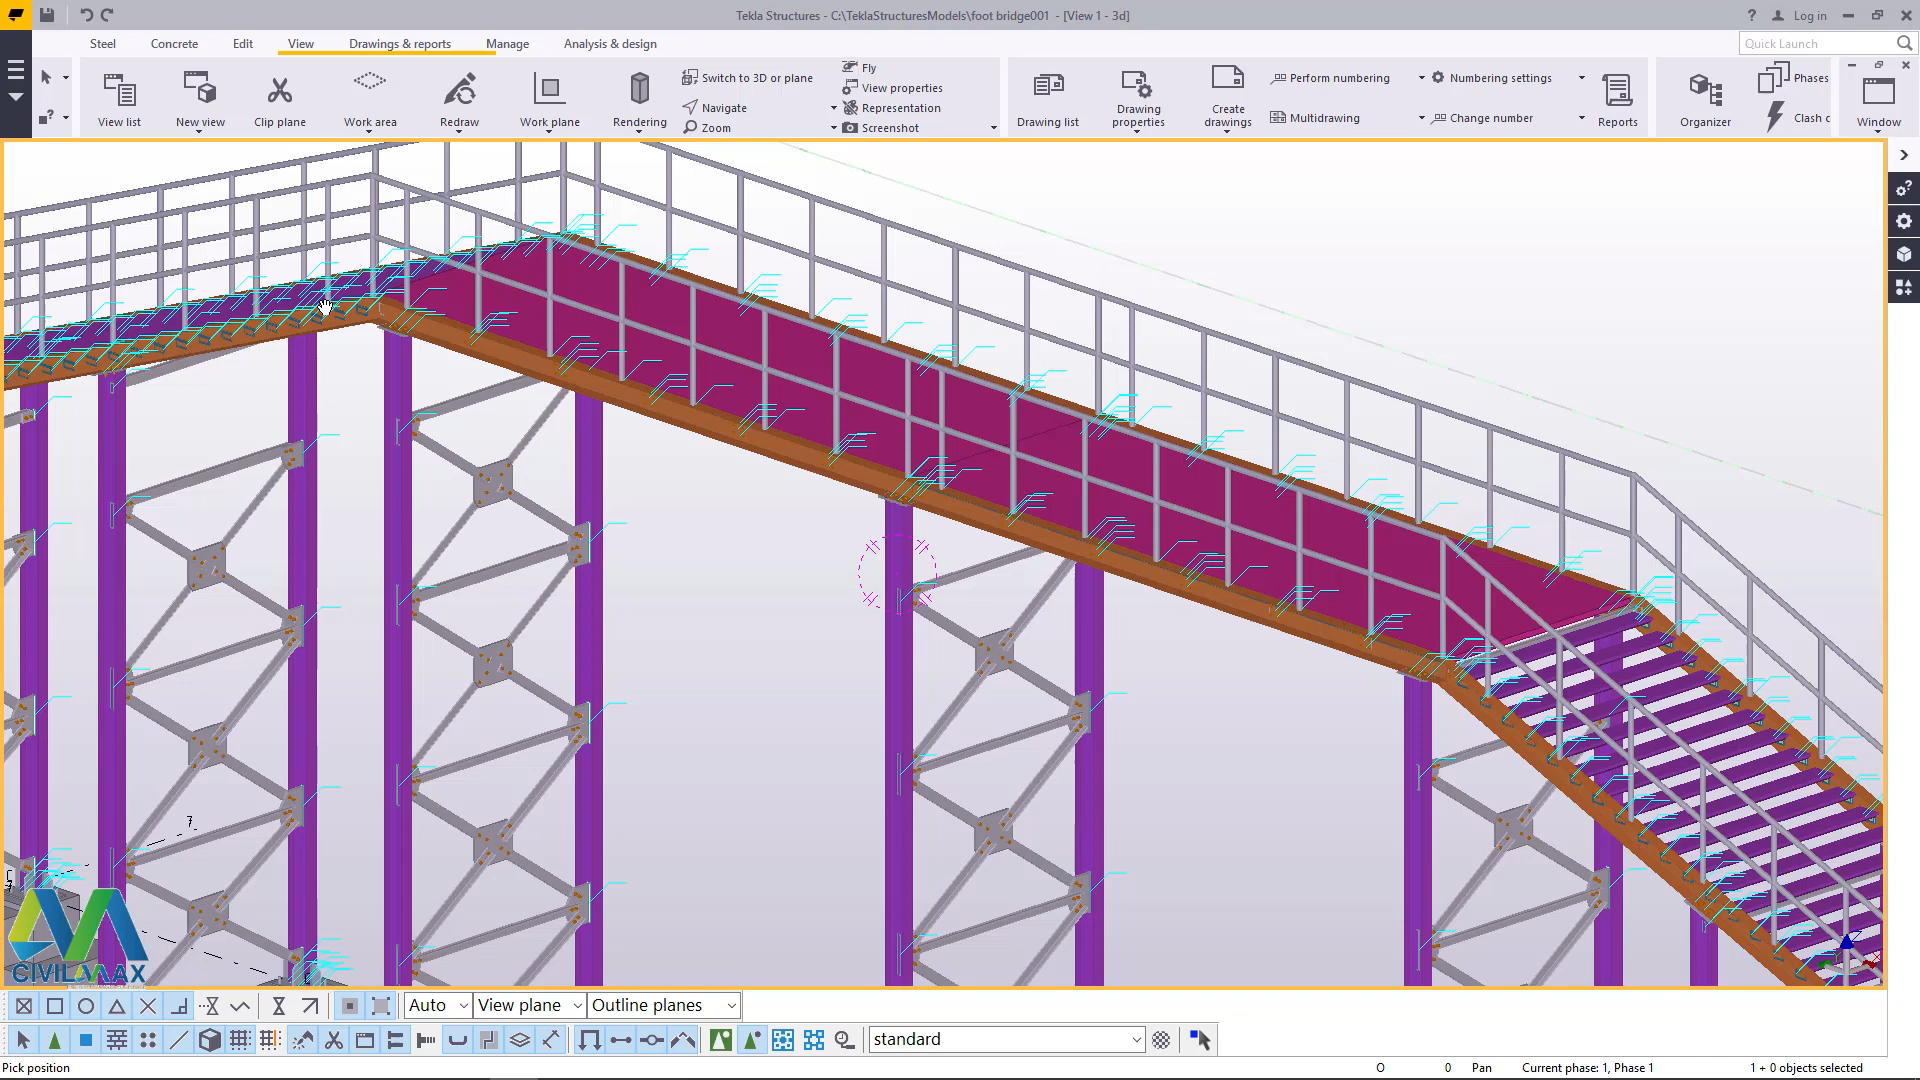 Tekla Structures - C:\TeklaStructuresModels\foot bridge001 - [View 1 - 3d]
? Log in
Steel Concrete Edit View Drawings & reports Manage Analysis & design
Quick Launch
View list
New view
Clip plane
Work area
Redraw
Work plane
Rendering
Switch to 3D or plane
Navigate
Zoom
Fly
View properties
Representation
Screenshot
Drawing list
Drawing properties
Create drawings
Perform numbering
Multidrawing
Numbering settings
Change number
Reports
Organizer
Phases
Clash c
Window
7
CIVILMAX
Auto View plane Outline planes
standard
Pick position O 0 Pan Current phase: 1, Phase 1 1 + 0 objects selected